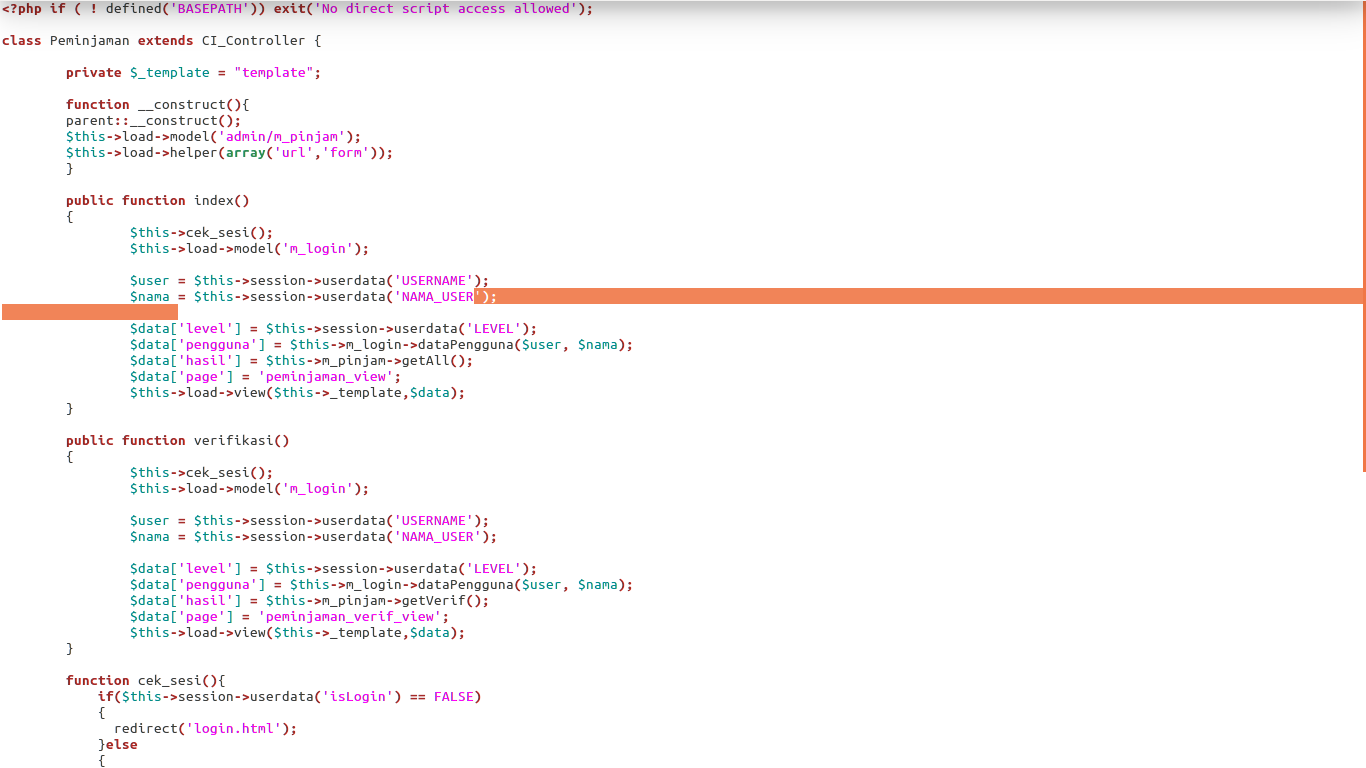 <?php if ( ! defined('BASEPATH')) exit('No direct script access allowed');
class Peminjaman extends CI_Controller {
private $_template = "template";
function __construct(){
parent::__construct();
$this->load->model('admin/m_pinjam');
$this->load->helper(array('url','form'));
}
public function index()
{
$this->cek_sesi();
$this->load->model('m_login');
$user = $this->session->userdata('USERNAME');
$nama = $this->session->userdata('NAMA_USER');
$data['level'] = $this->session->userdata('LEVEL');
$data['pengguna'] = $this->m_login->dataPengguna($user, $nama);
$data['hasil'] = $this->m_pinjam->getAll();
$data['page'] = 'peminjaman_view';
$this->load->view($this->_template,$data);
}
public function verifikasi()
{
$this->cek_sesi();
$this->load->model('m_login');
$user = $this->session->userdata('USERNAME');
$nama = $this->session->userdata('NAMA_USER');
$data['level'] = $this->session->userdata('LEVEL');
$data['pengguna'] = $this->m_login->dataPengguna($user, $nama);
$data['hasil'] = $this->m_pinjam->getVerif();
$data['page'] = 'peminjaman_verif_view';
$this->load->view($this->_template,$data);
}
function cek_sesi(){
if($this->session->userdata('isLogin') == FALSE)
{
redirect('login.html');
}else
{